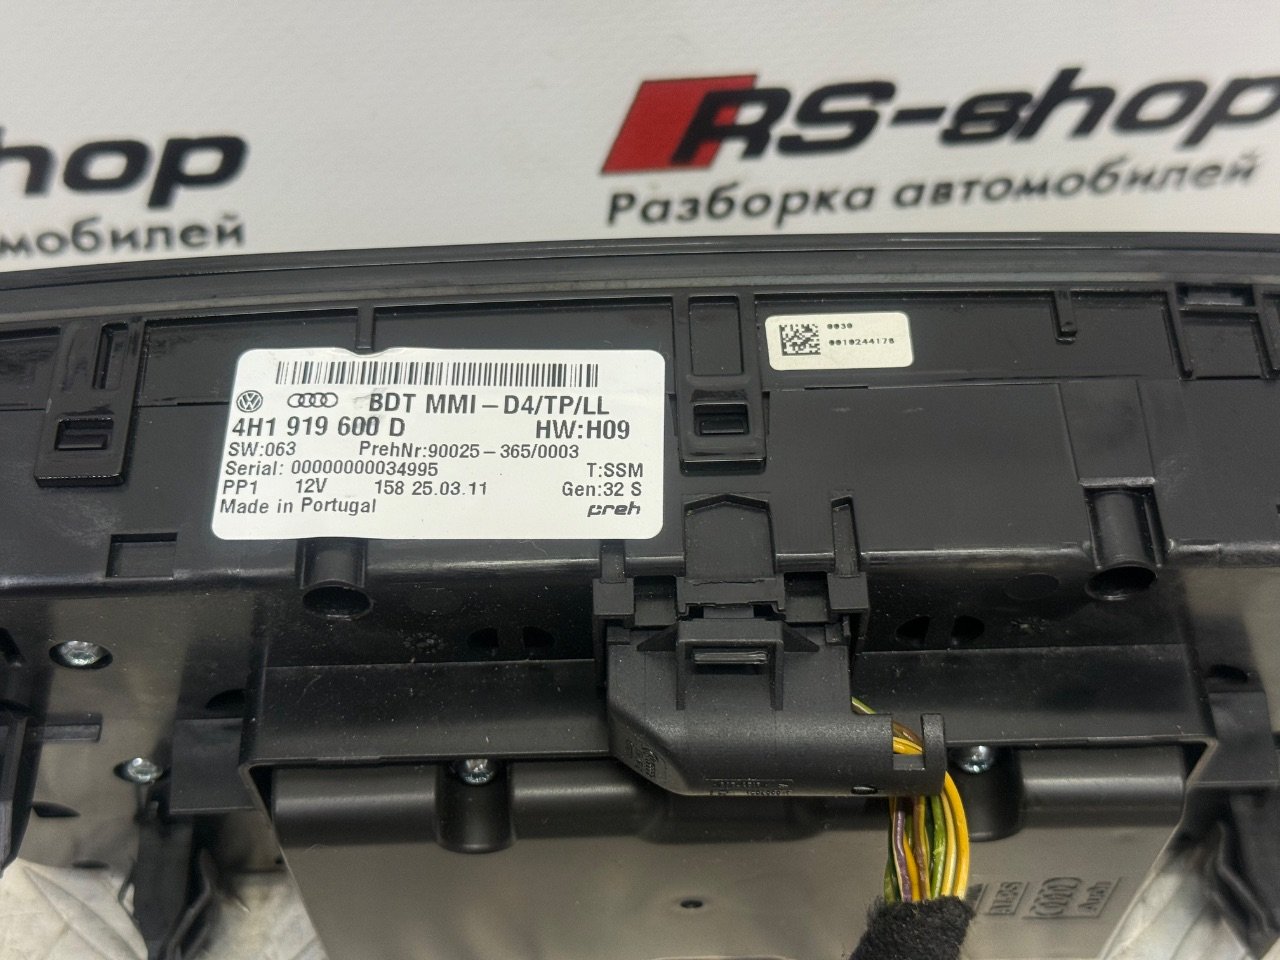 RS-shop
Разборка автомобилей
hop
мобилей
0030
0010244178
BDT MMI-D4/TP/LL
4H1 919 600 D HW:H09
SW:063 PrehNr:90025-365/0003
Serial: 00000000034995 T:SSM
PP1 12V 158 25.03.11 Gen:32 S
Made in Portugal preh
Audi